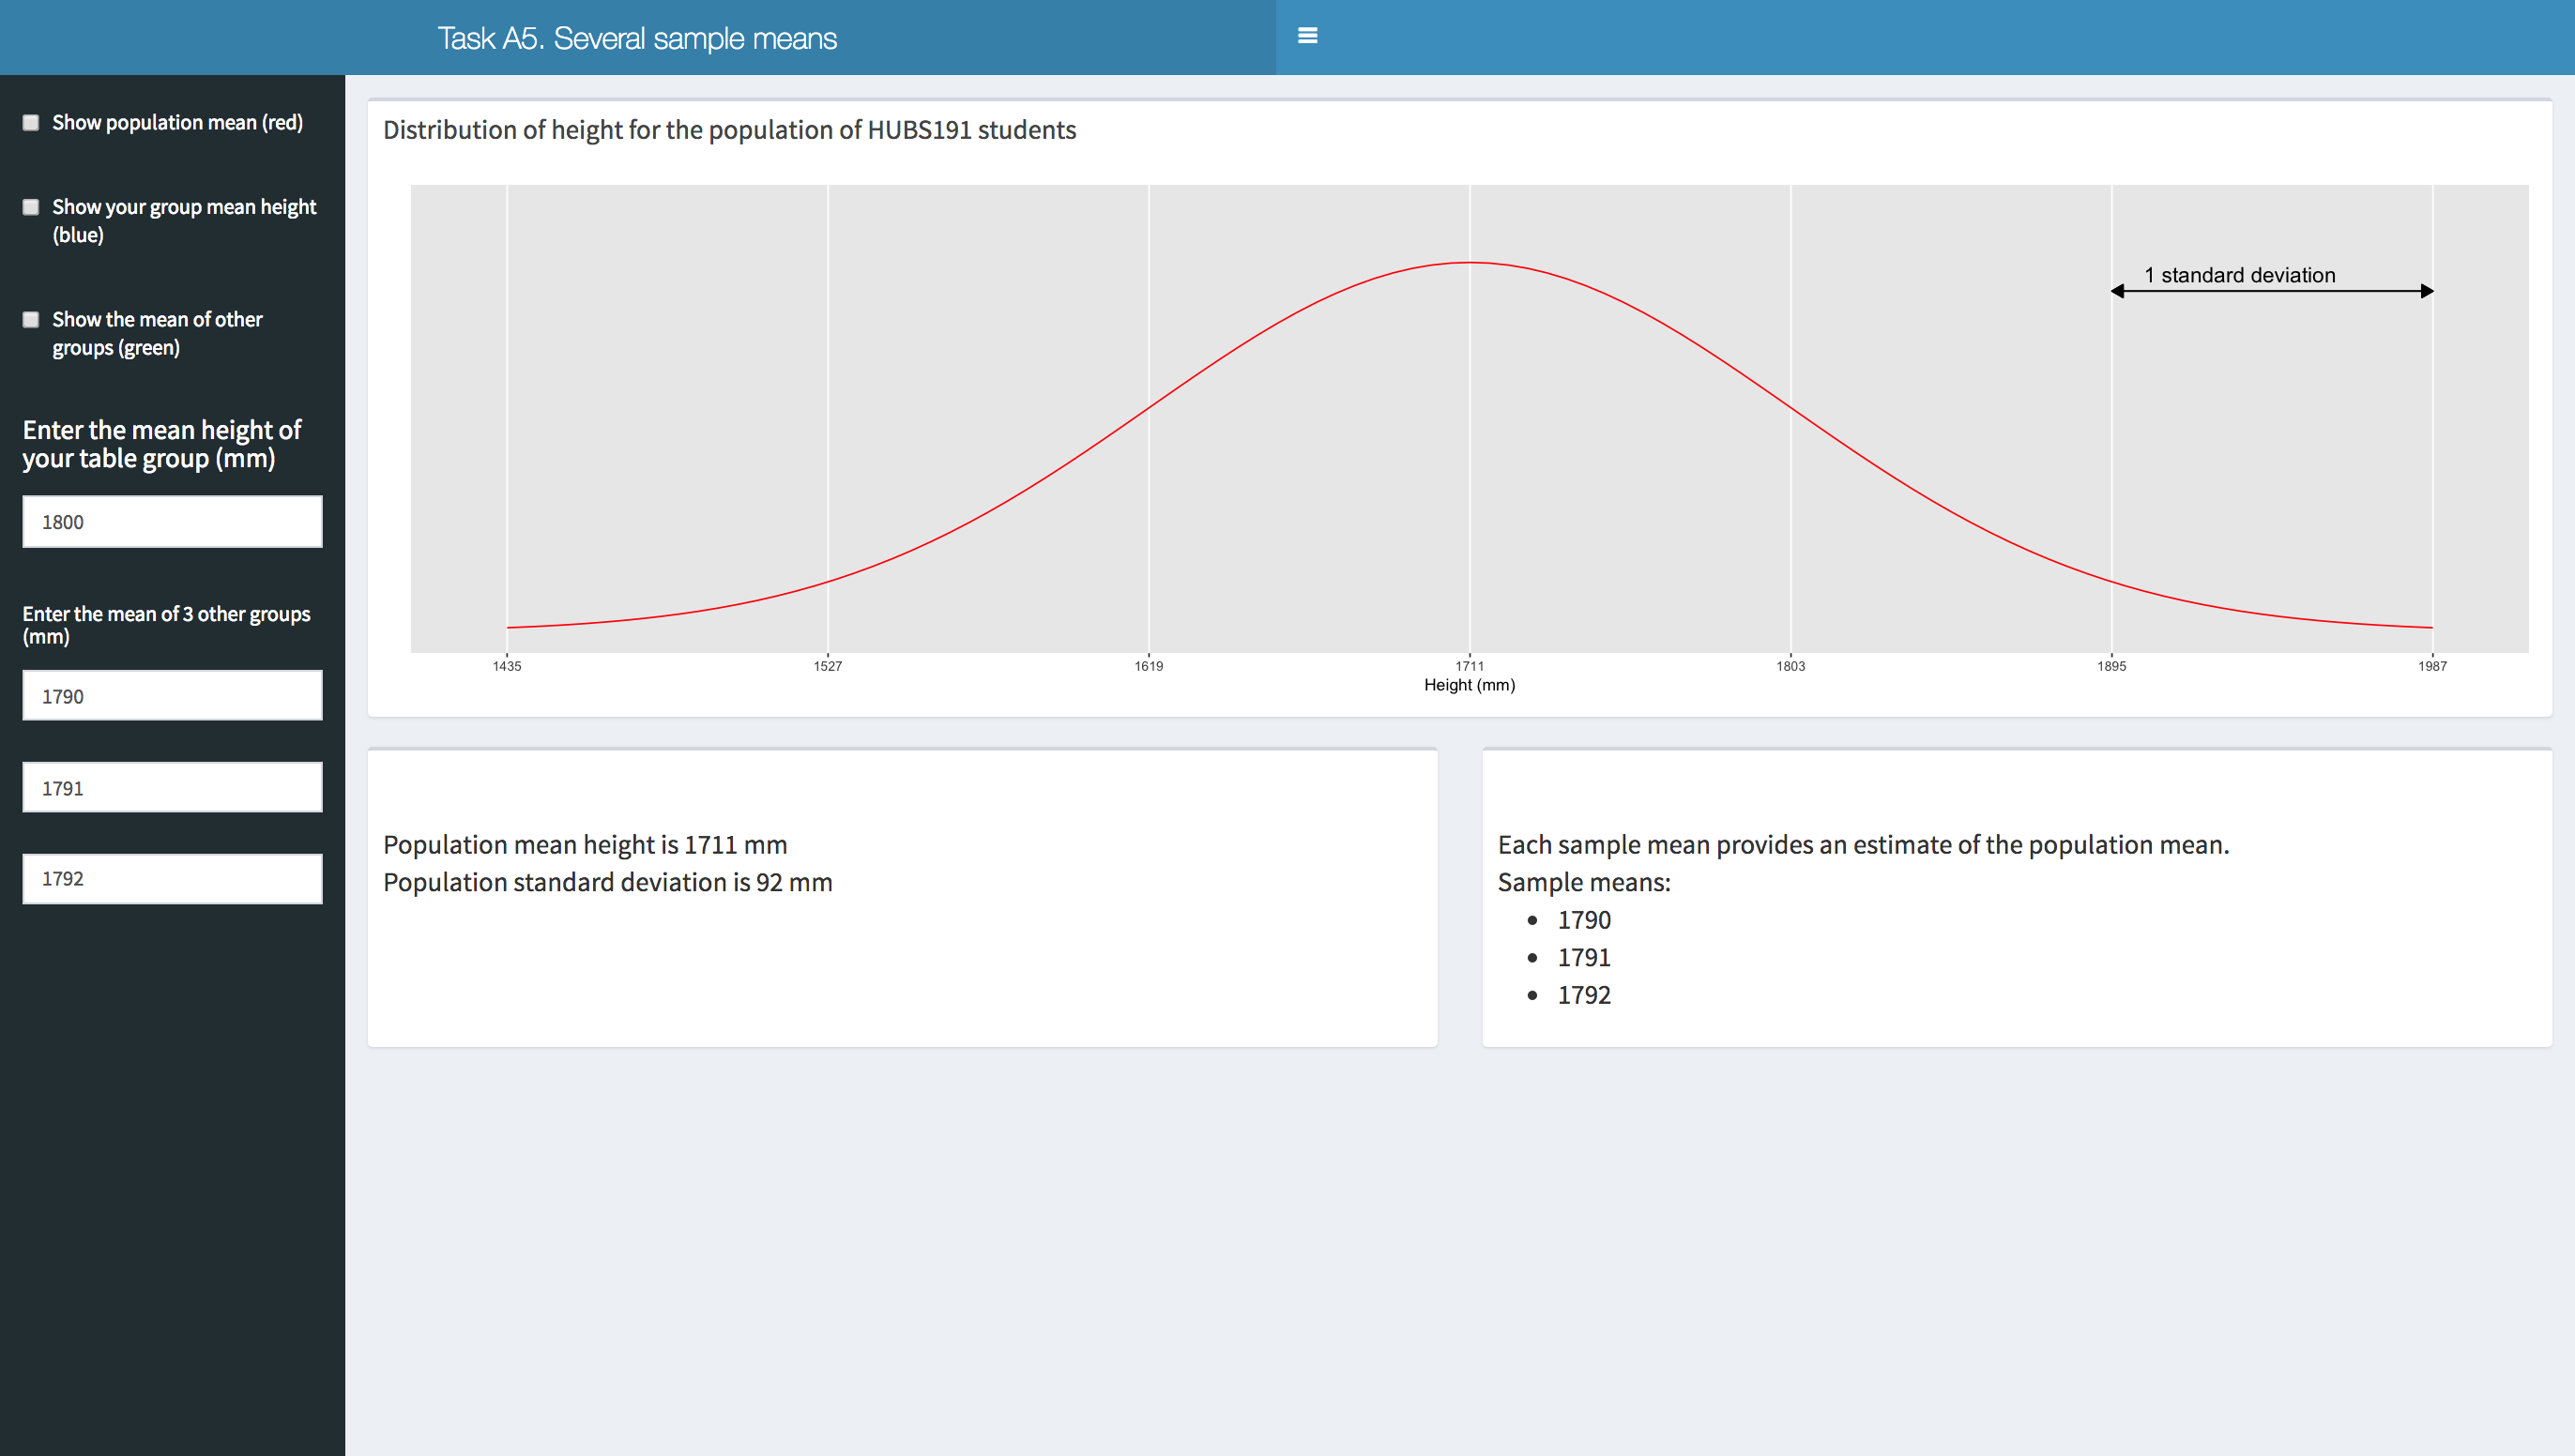 Task A5. Several sample means
Show population mean (red)
Show your group mean height
(blue)
Show the mean of other
groups (green)
Enter the mean height of
your table group (mm)
1800
Enter the mean of 3 other groups
(mm)
1790
1791
1792
Distribution of height for the population of HUBS191 students
1 standard deviation
1435 1527 1619 1711 1803 1895 1987
Height (mm)
Population mean height is 1711 mm
Population standard deviation is 92 mm
Each sample mean provides an estimate of the population mean.
Sample means:
• 1790
• 1791
• 1792